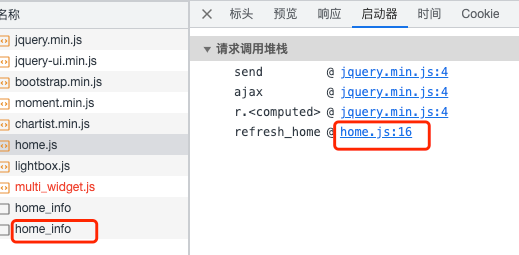 名称
jquery.min.js
jquery-ui.min.js
bootstrap.min.js
moment.min.js
chartist.min.js
home.js
lightbox.js
multi_widget.js
home_info
home_info
标头 预览 响应 启动器 时间 Cookie
请求调用堆栈
send @ jquery.min.js:4
ajax @ jquery.min.js:4
r.<computed> @ jquery.min.js:4
refresh_home @ home.js:16